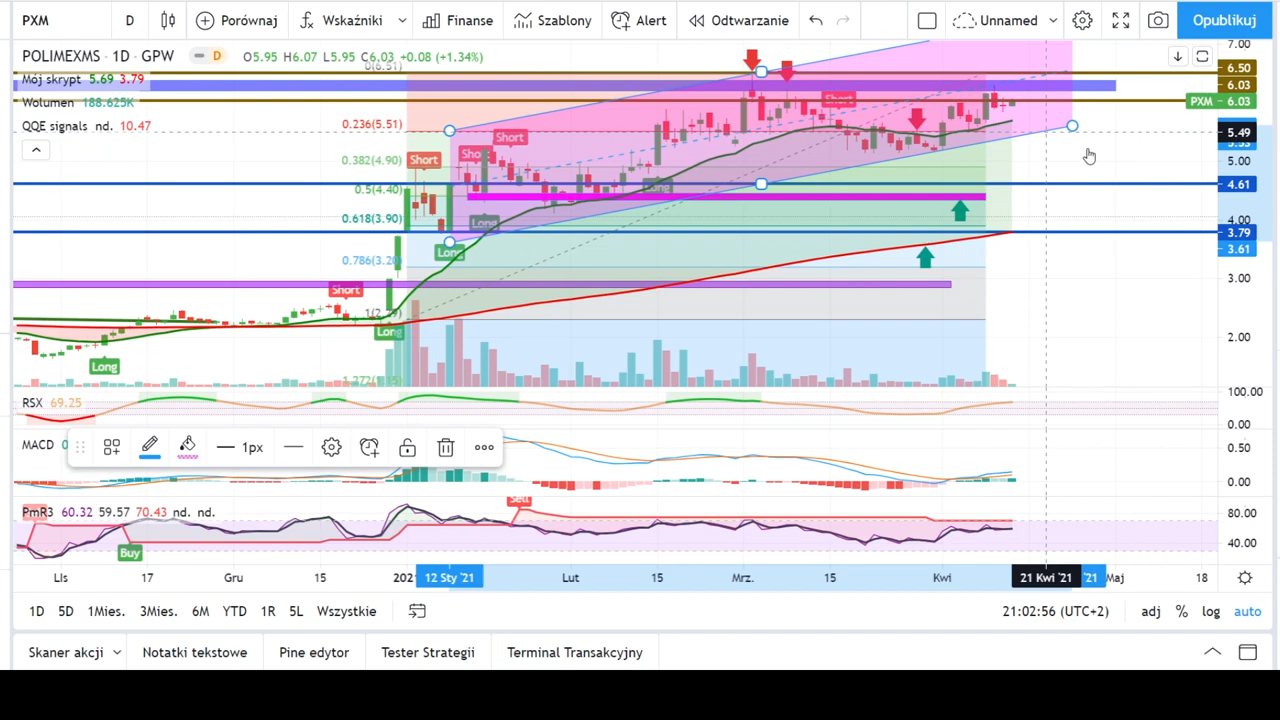 PXM D Porównaj Wskaźniki Finanse Szablony Alert Odtwarzanie Unnamed Opublikuj
POLIMEXMS · 1D · GPW D O5.95 H6.07 L5.95 C6.03 +0.08 (+1.34%)
Mój skrypt 5.69 3.79
Wolumen 188.625K
QQE signals nd. 10.47
0(6.51)
0.236(5.51)
0.382(4.90)
0.5(4.40)
0.618(3.90)
0.786(3.20)
Short
Short
Short
Short
Short
Long
Long
Long
Long
7.00
6.50
6.03
PXM 6.03
5.49
5.00
4.61
4.00
3.79
3.61
3.00
2.00
RSX 69.25
100.00
0.00
MACD
1px
0.50
0.00
PmR3 60.32 59.57 70.43 nd. nd.
Sell
Buy
80.00
40.00
Lis 17 Gru 15 202 12 Sty '21 Lut 15 Mrz. 15 Kwi 21 Kwi '21 '21 Maj 18
1D 5D 1Mies. 3Mies. 6M YTD 1R 5L Wszystkie 21:02:56 (UTC+2) adj % log auto
Skaner akcji Notatki tekstowe Pine edytor Tester Strategii Terminal Transakcyjny